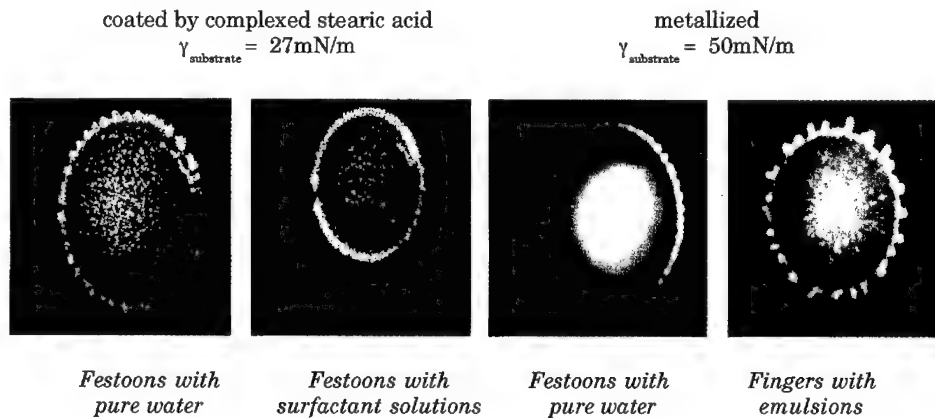 coated by complexed stearic acid
γsubstrate = 27mN/m
metallized
γsubstrate = 50mN/m
Festoons with
pure water
Festoons with
surfactant solutions
Festoons with
pure water
Fingers with
emulsions